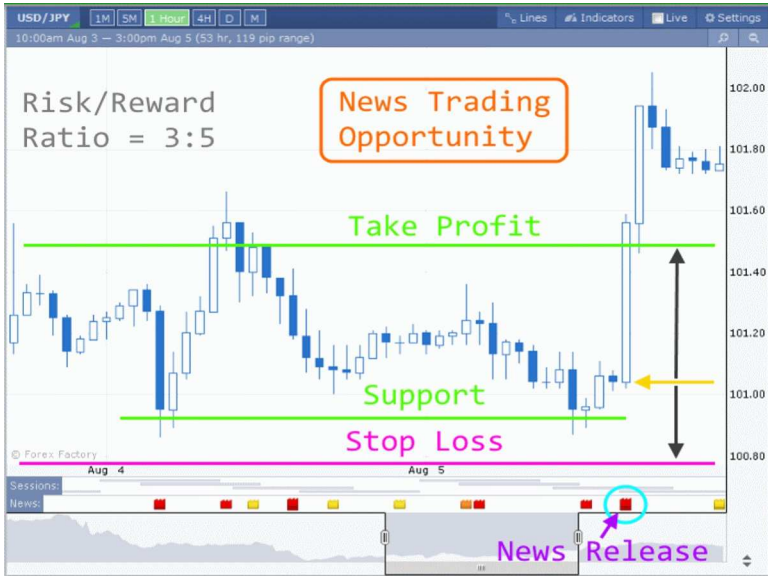 USD/JPY 1M 5M 1 Hour 4H D M Lines Indicators Live Settings
10:00am Aug 3 — 3:00pm Aug 5 (53 hr, 119 pip range)
Risk/Reward
Ratio = 3:5
News Trading
Opportunity
102.00
101.80
101.60
Take Profit
101.40
101.20
Support
101.00
Stop Loss
© Forex Factory
100.80
Aug 4 Aug 5
Sessions:
News:
News Release